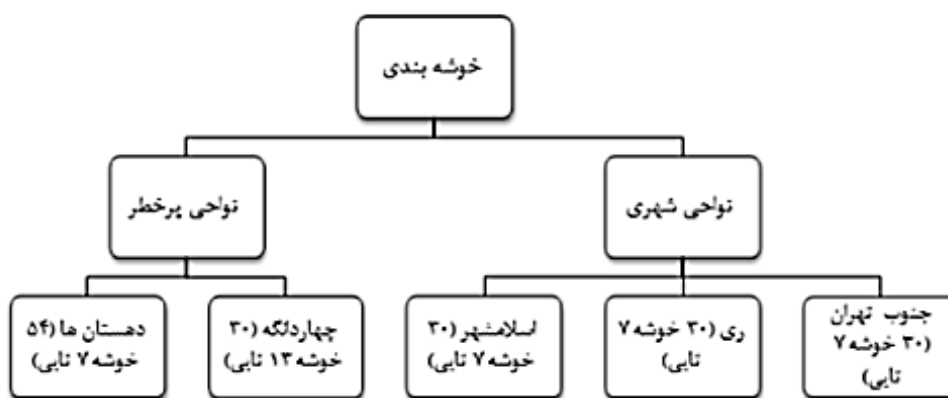 خوشه بندی
نواحی شهری
نواحی پرخطر
جنوب تهران
(۳۰ خوشه ۷
تایی)
ری (۳۰ خوشه ۷
تایی)
اسلامشهر (۳۰
خوشه ۷ تایی)
چهاردانگه (۳۰
خوشه ۱۳ تایی)
دهستان ها (۵۴
خوشه ۷ تایی)